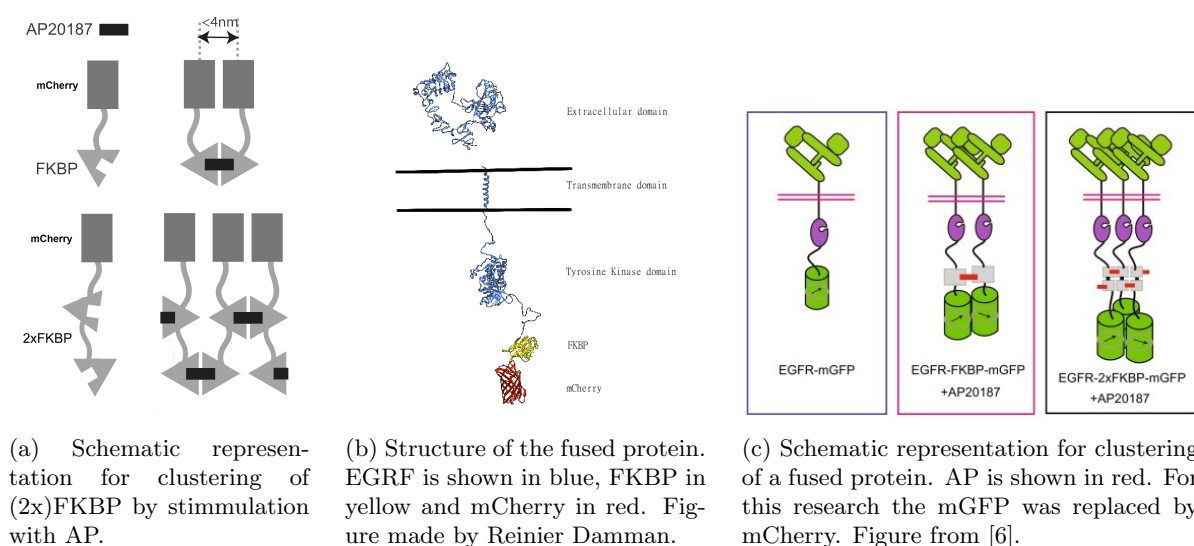 AP20187
<4nm
mCherry
FKBP
mCherry
2xFKBP
Extracellular domain
Transmembrane domain
Tyrosine Kinase domain
FKBP
mCherry
EGFR-mGFP
EGFR-FKBP-mGFP
+AP20187
EGFR-2xFKBP-mGFP
+AP20187
(a) Schematic represen-
tation for clustering of
(2x)FKBP by stimmulation
with AP.
(b) Structure of the fused protein.
EGRF is shown in blue, FKBP in
yellow and mCherry in red. Fig-
ure made by Reinier Damman.
(c) Schematic representation for clustering
of a fused protein. AP is shown in red. For
this research the mGFP was replaced by
mCherry. Figure from [6].